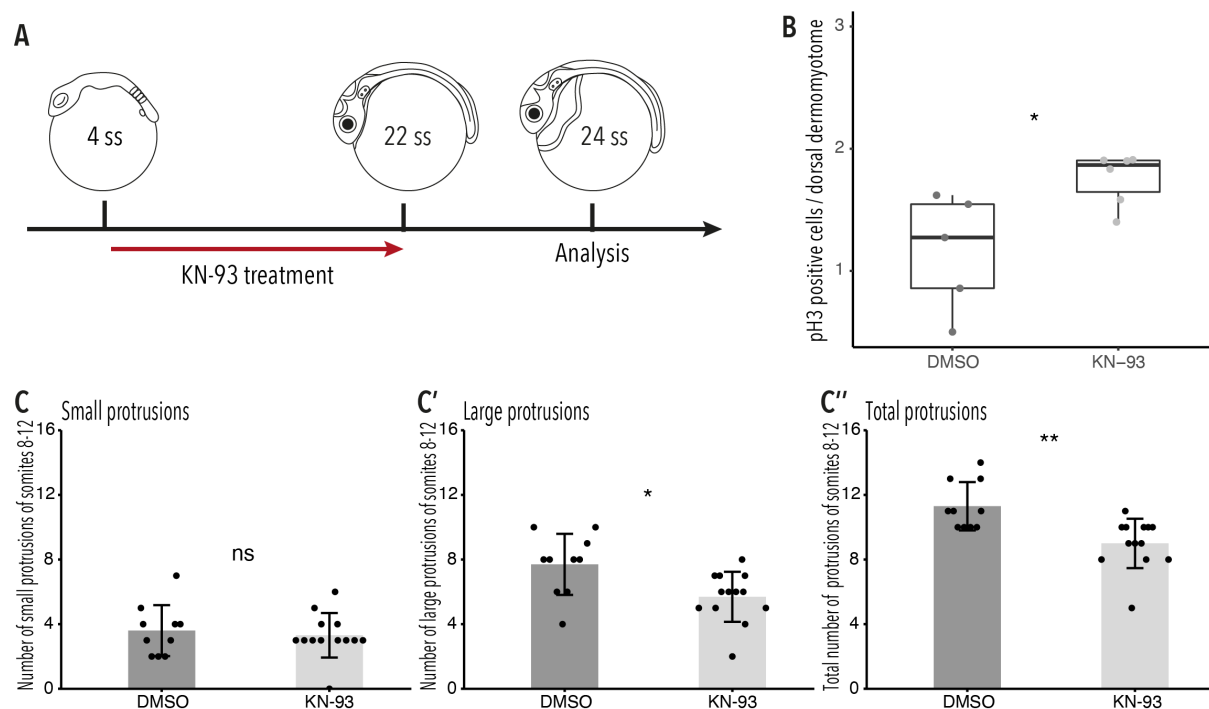 A
4 ss
22 ss
24 ss
KN-93 treatment
Analysis
B
pH3 positive cells / dorsal dermomyotome
3
2
1
*
DMSO
KN−93
C
Small protrusions
Number of small protrusions of somites 8-12
16
12
8
4
0
ns
DMSO
KN-93
C'
Large protrusions
Number of large protrusions of somites 8-12
16
12
8
4
0
*
DMSO
KN-93
C''
Total protrusions
Total number of protrusions of somites 8-12
16
12
8
4
0
**
DMSO
KN-93